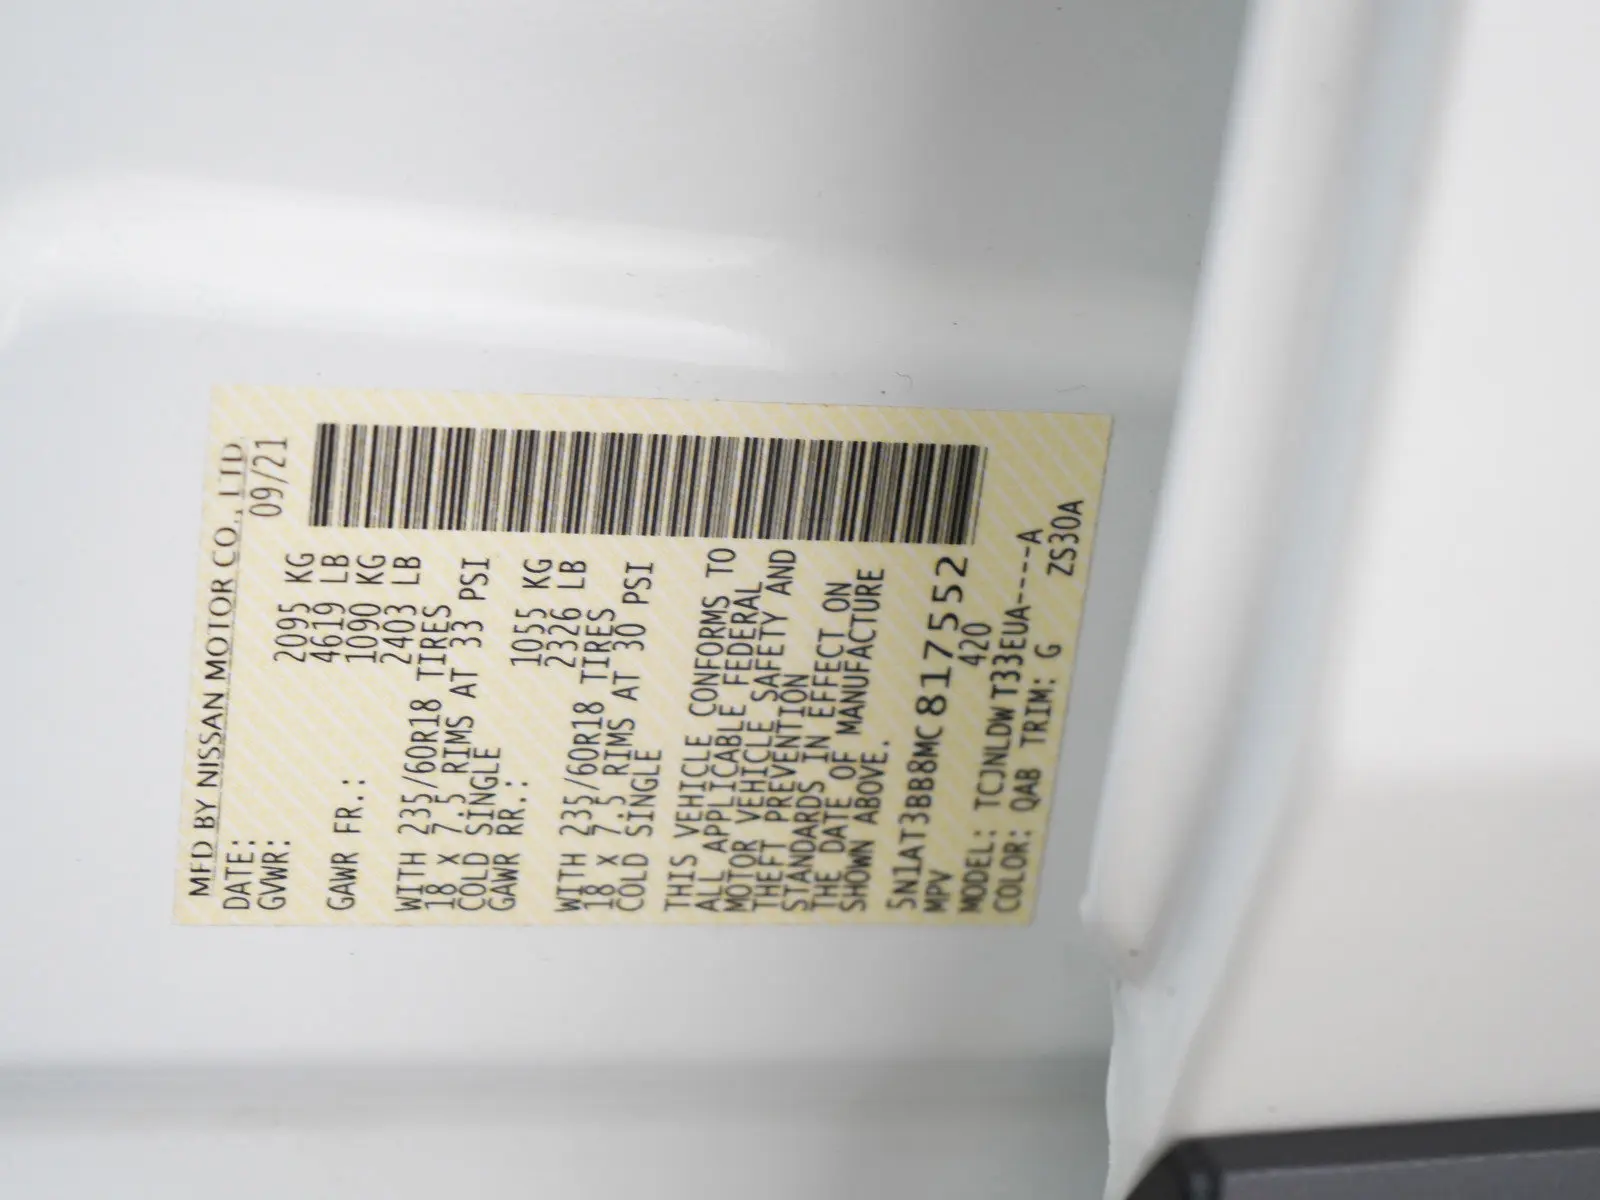 MFD BY NISSAN MOTOR CO., LTD.
DATE: 09/21
GVWR: 2095 KG
4619 LB
GAWR FR.: 1090 KG
2403 LB
WITH 235/60R18 TIRES
18 X 7.5 RIMS AT 33 PSI
COLD SINGLE
GAWR RR.: 1055 KG
2326 LB
WITH 235/60R18 TIRES
18 X 7.5 RIMS AT 30 PSI
COLD SINGLE
THIS VEHICLE CONFORMS TO
ALL APPLICABLE FEDERAL
MOTOR VEHICLE SAFETY AND
THEFT PREVENTION
STANDARDS IN EFFECT ON
THE DATE OF MANUFACTURE
SHOWN ABOVE.
5N1AT3BB8MC817552
MPV 420
MODEL: TCJNLDWT33EUA----A
COLOR: QAB TRIM: G ZS30A